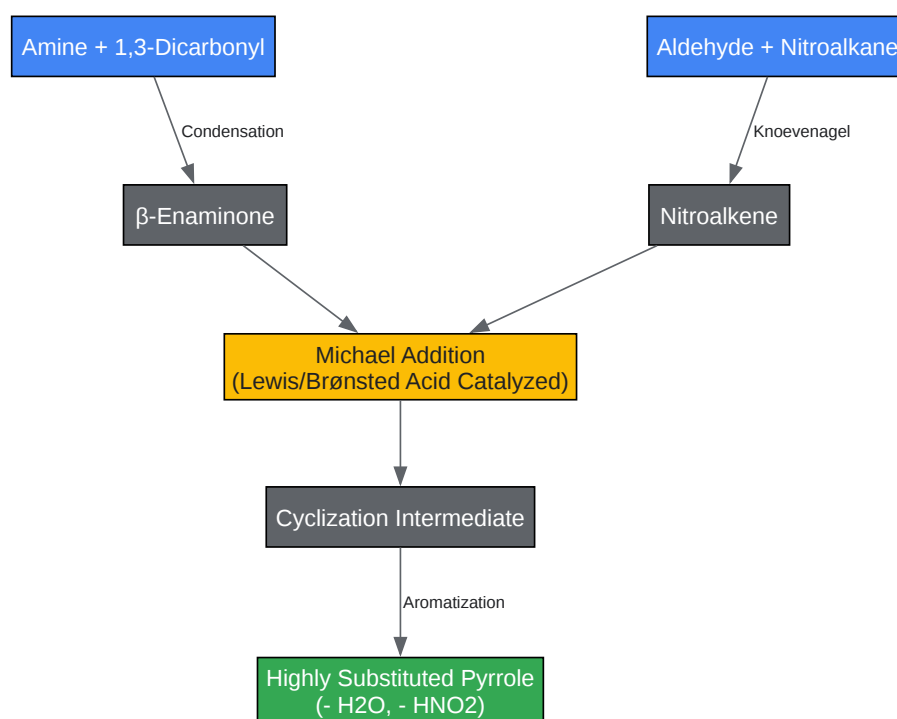 Amine + 1,3-Dicarbonyl
Aldehyde + Nitroalkane
Condensation
Knoevenagel
β-Enaminone
Nitroalkene
Michael Addition
(Lewis/Brønsted Acid Catalyzed)
Cyclization Intermediate
Aromatization
Highly Substituted Pyrrole
(- H2O, - HNO2)